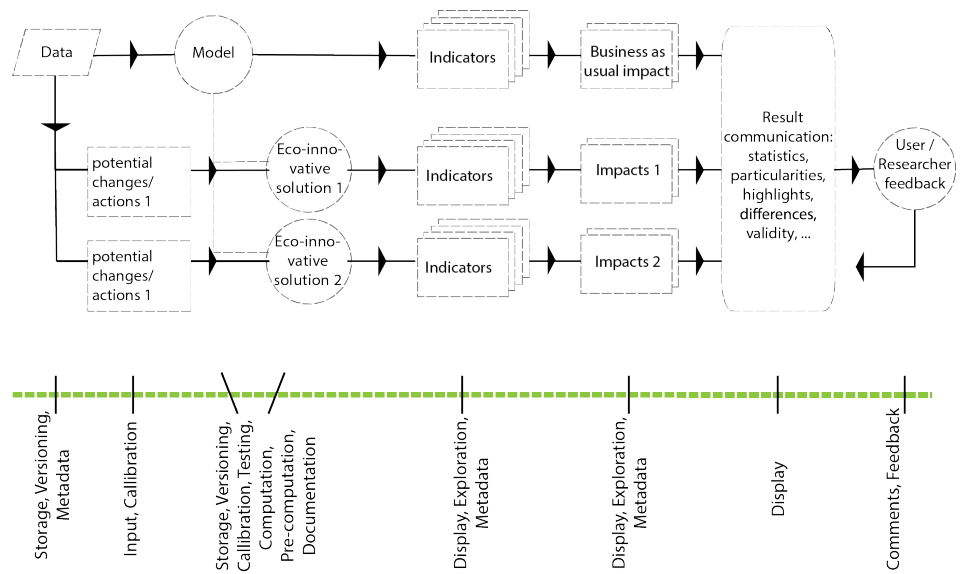 Data
Model
Indicators
Business as
usual impact
potential
changes/
actions 1
Eco-inno-
vative
solution 1
Indicators
Impacts 1
potential
changes/
actions 1
Eco-inno-
vative
solution 2
Indicators
Impacts 2
Result
communication:
statistics,
particularities,
highlights,
differences,
validity, ...
User /
Researcher
feedback
Storage, Versioning,
Metadata
Input, Callibration
Storage, Versioning,
Callibration, Testing,
Computation,
Pre-computation,
Documentation
Display, Exploration,
Metadata
Display, Exploration,
Metadata
Display
Comments, Feedback